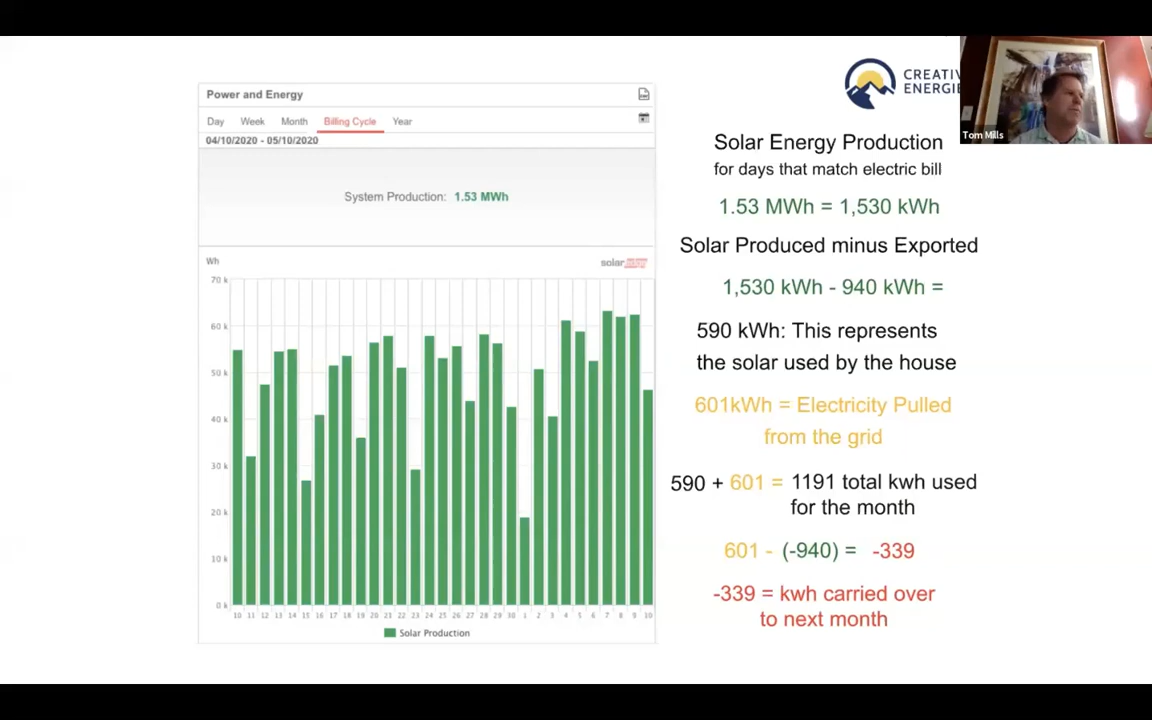 Power and Energy
Day Week Month Billing Cycle Year
04/10/2020 - 05/10/2020
System Production: 1.53 MWh
Wh
solaredge
70 k
60 k
50 k
40 k
30 k
20 k
10 k
0 k
10 11 12 13 14 15 16 17 18 19 20 21 22 23 24 25 26 27 28 29 30 1 2 3 4 5 6 7 8 9 10
Solar Production
CREATIV
ENERGIE
Tom Mills
Solar Energy Production
for days that match electric bill
1.53 MWh = 1,530 kWh
Solar Produced minus Exported
1,530 kWh - 940 kWh =
590 kWh: This represents
the solar used by the house
601kWh = Electricity Pulled
from the grid
590 + 601 = 1191 total kwh used
for the month
601 - (-940) = -339
-339 = kwh carried over
to next month